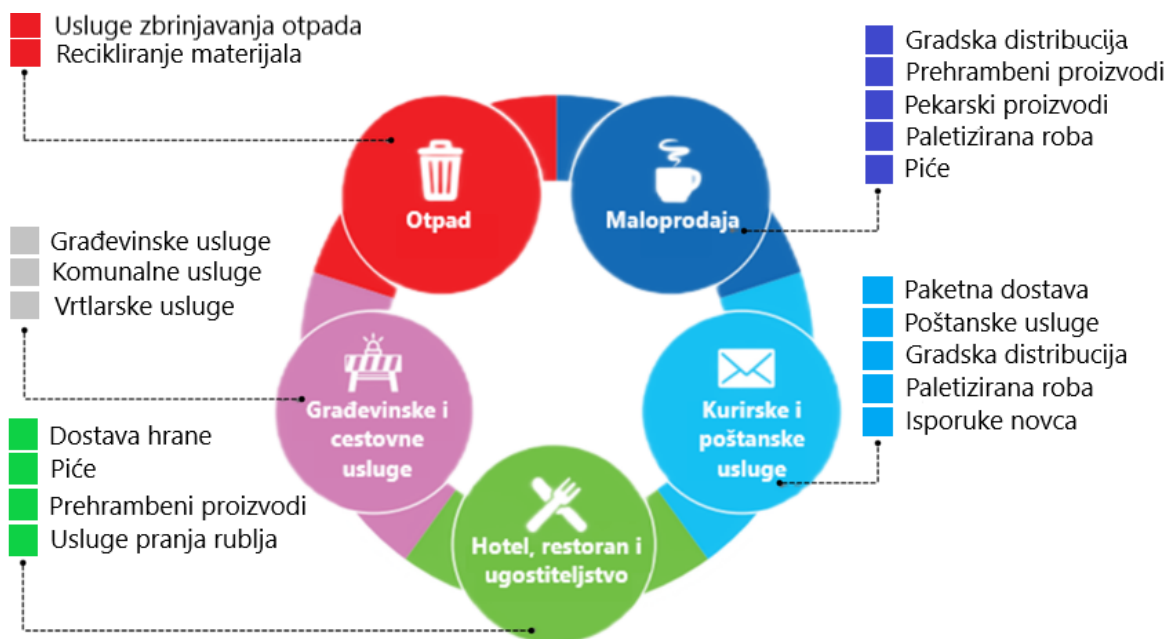 Usluge zbrinjavanja otpada
Recikliranje materijala
Gradska distribucija
Prehrambeni proizvodi
Pekarski proizvodi
Paletizirana roba
Piće
Otpad
Maloprodaja
Građevinske usluge
Komunalne usluge
Vrtlarske usluge
Paketna dostava
Poštanske usluge
Gradska distribucija
Paletizirana roba
Isporuke novca
Građevinske i
cestovne
usluge
Kurirske i
poštanske
usluge
Dostava hrane
Piće
Prehrambeni proizvodi
Usluge pranja rublja
Hotel, restoran i
ugostiteljstvo